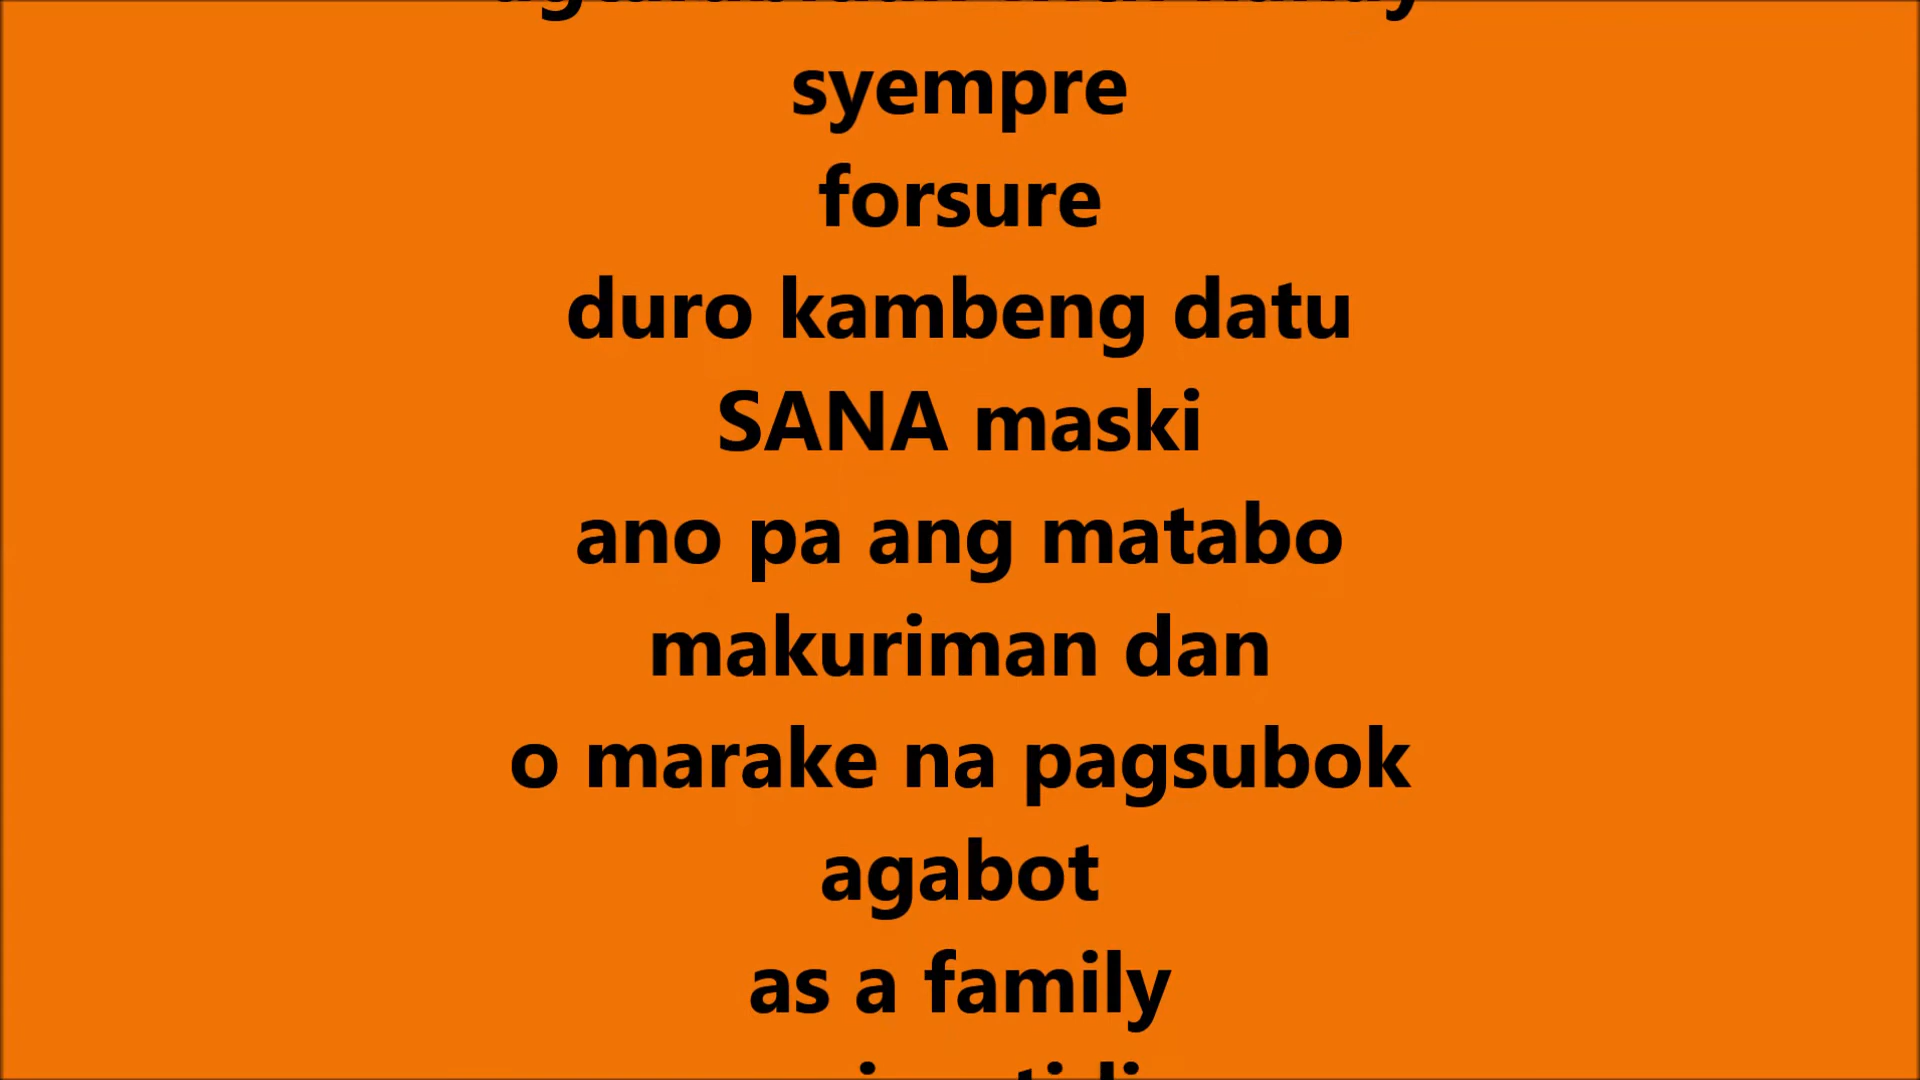 syempre
forsure
duro kambeng datu
SANA maski
ano pa ang matabo
makuriman dan
o marake na pagsubok
agabot
as a family